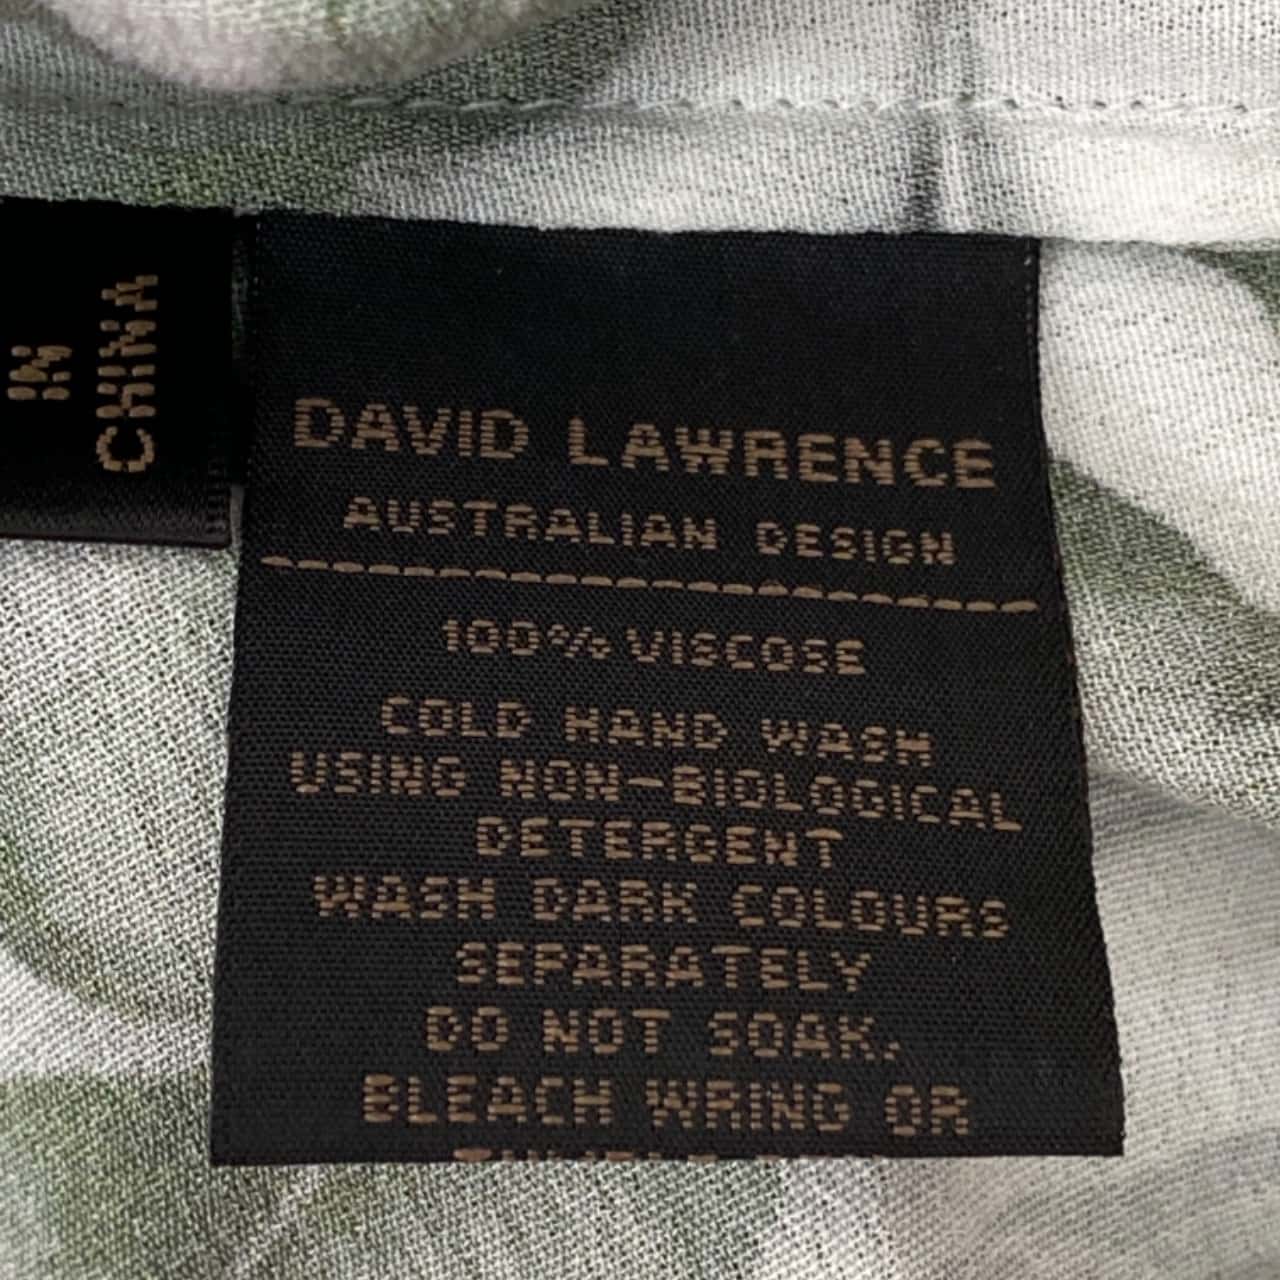 IN
CHINA
DAVID LAWRENCE
AUSTRALIAN DESIGN
100% VISCOSE
COLD HAND WASH
USING NON-BIOLOGICAL
DETERGENT
WASH DARK COLOURS
SEPARATELY
DO NOT SOAK,
BLEACH WRING OR